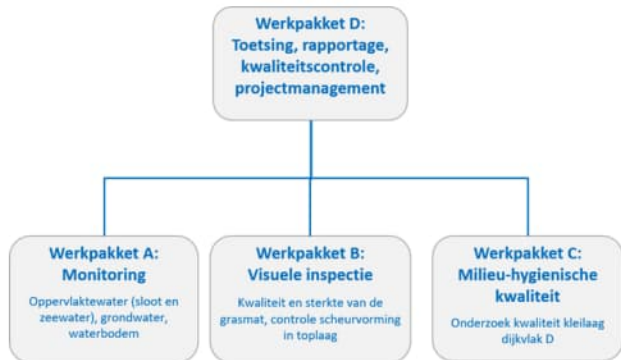 Werkpakket D:
Toetsing, rapportage,
kwaliteitscontrole,
projectmanagement
Werkpakket A:
Monitoring
Oppervlaktewater (sloot en
zeewater), grondwater,
waterbodem
Werkpakket B:
Visuele inspectie
Kwaliteit en sterkte van de
grasmat, controle scheurvorming
in toplaag
Werkpakket C:
Milieu-hygienische
kwaliteit
Onderzoek kwaliteit kleilaag
dijkvlak D